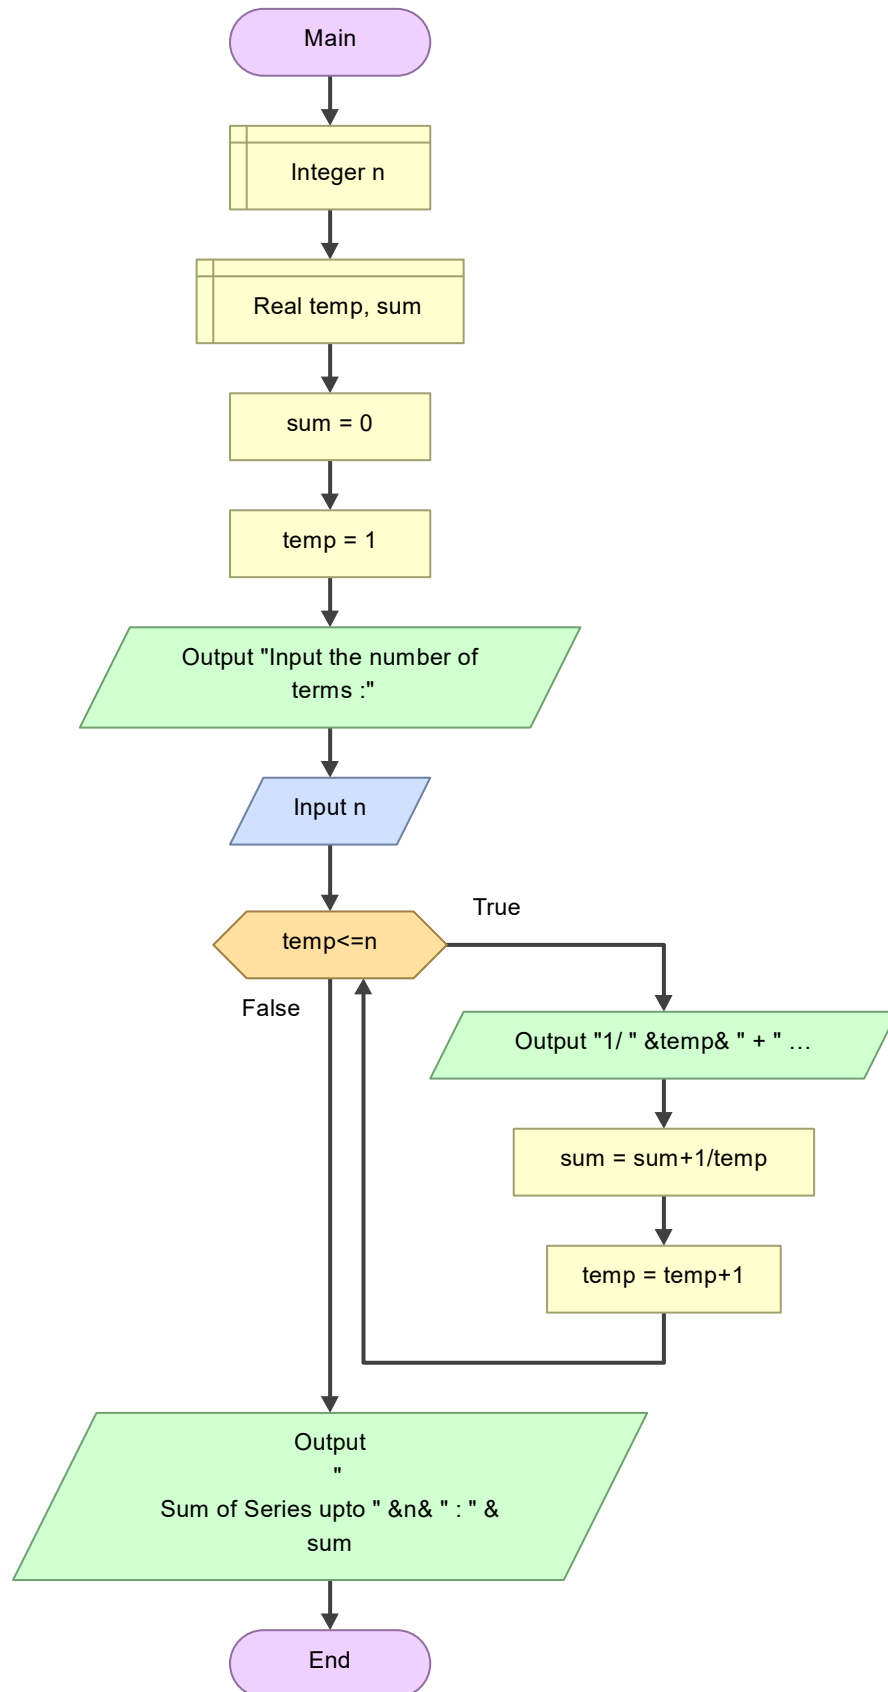 Main
Integer n
Real temp, sum
sum = 0
temp = 1
Output "Input the number of
terms :"
Input n
temp<=n
True
False
Output "1/ " &temp& " + " …
sum = sum+1/temp
temp = temp+1
Output
"
Sum of Series upto " &n& " : " &
sum
End